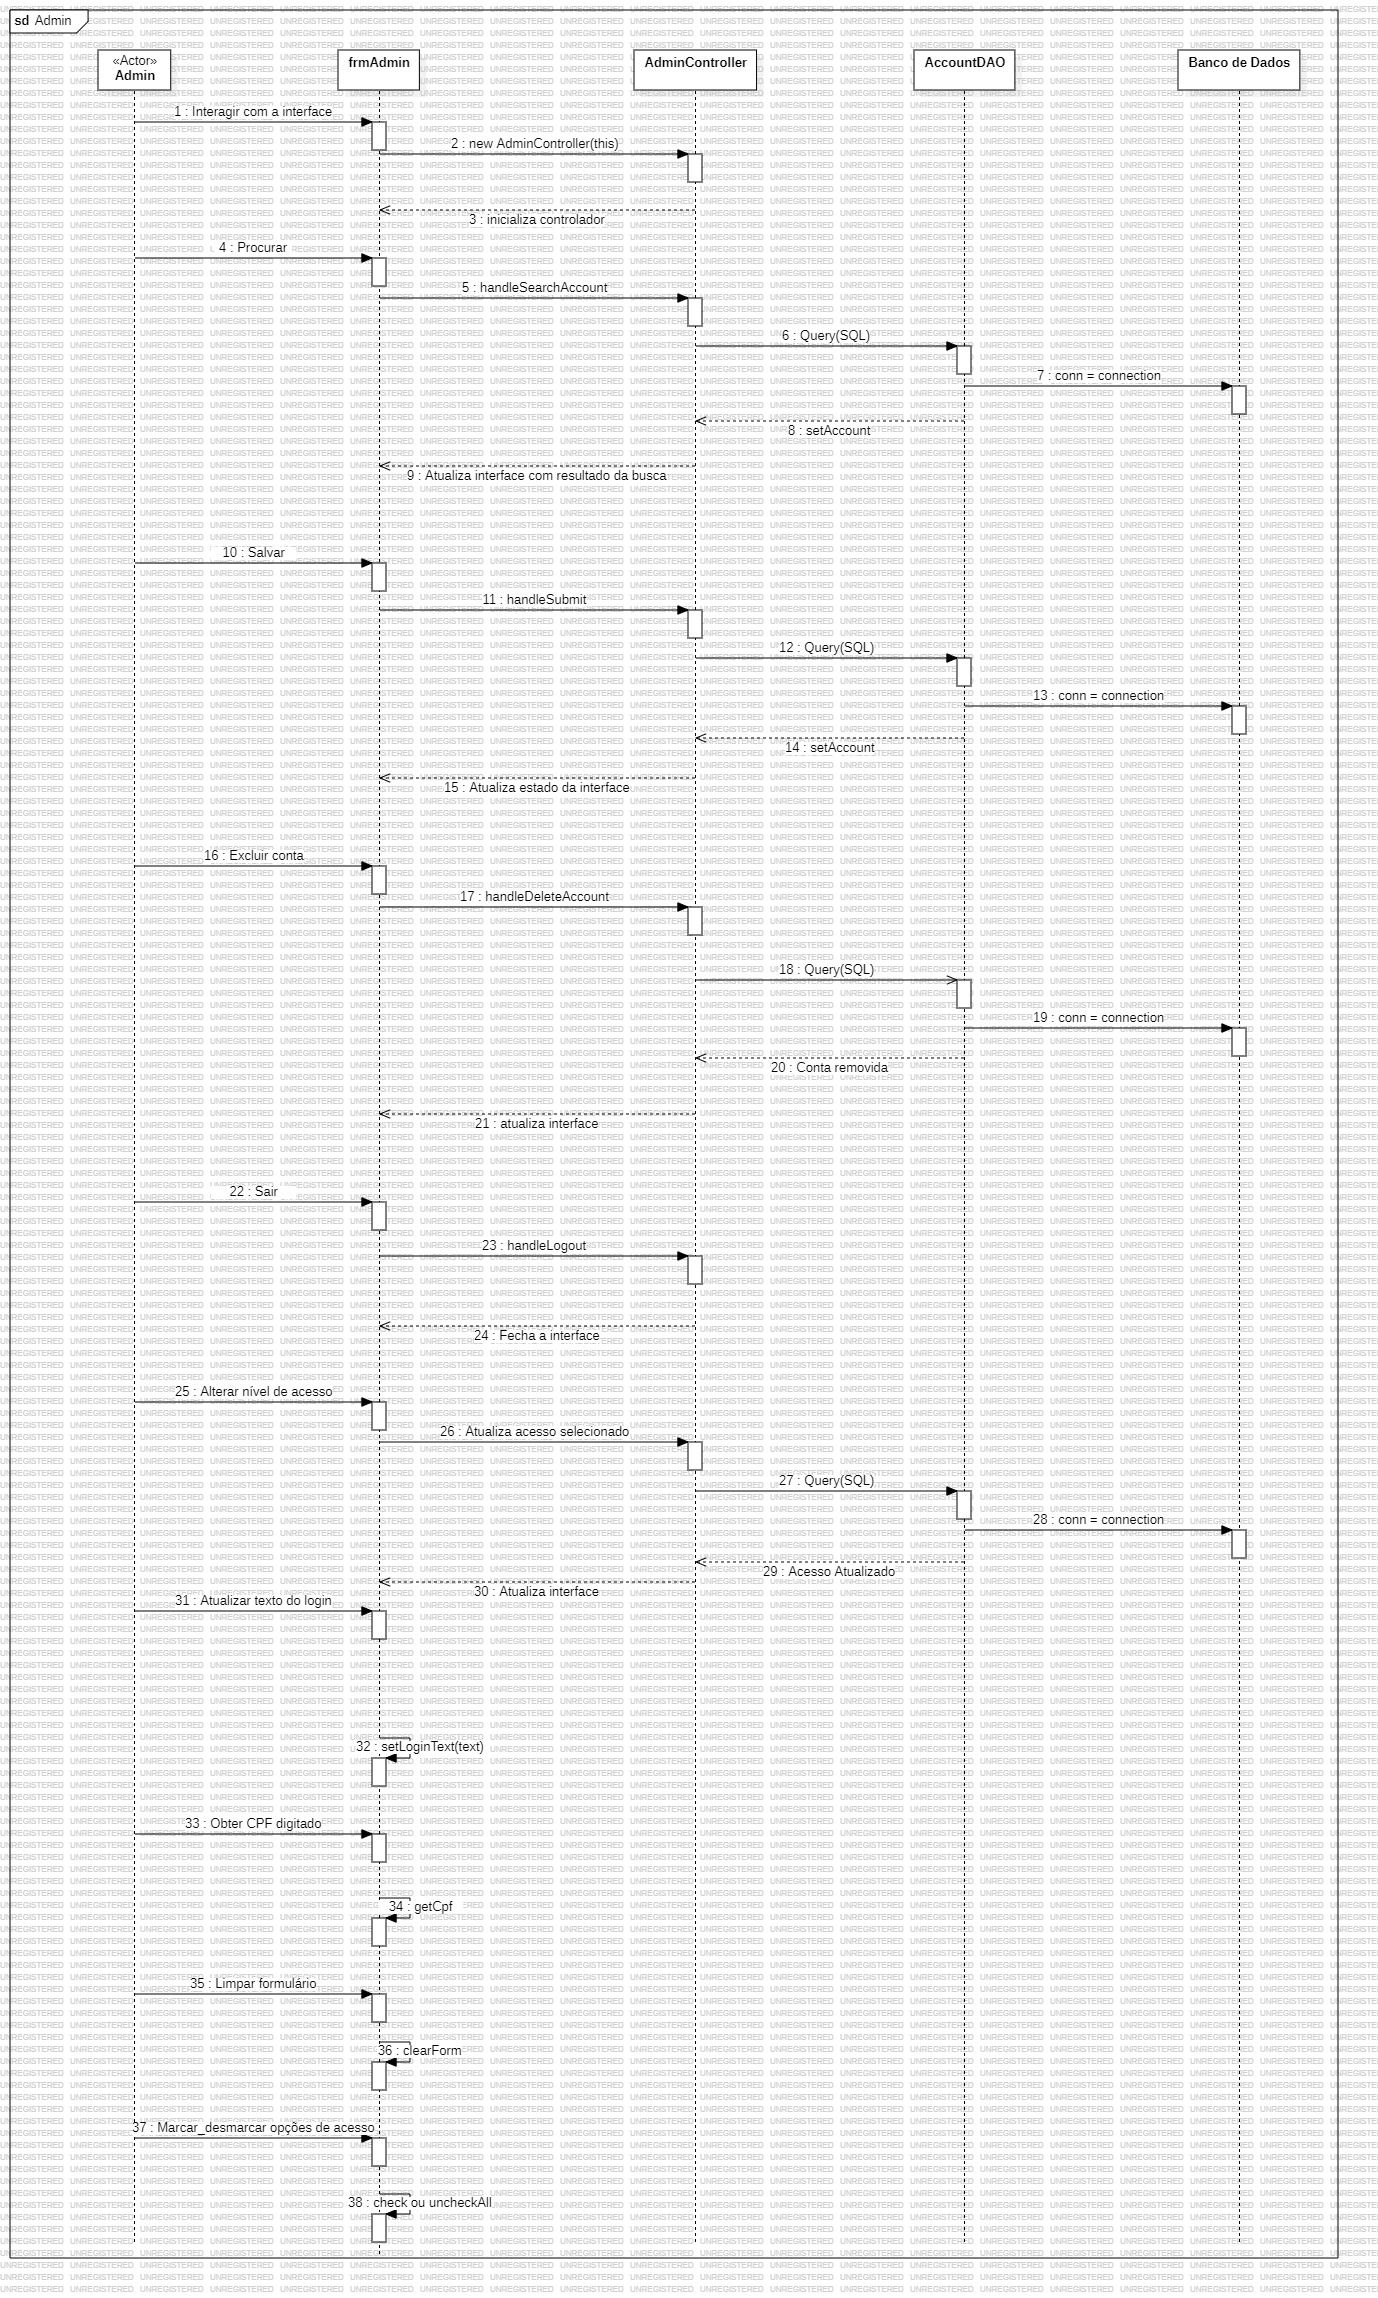 sd Admin
«Actor»
Admin
frmAdmin
AdminController
AccountDAO
Banco de Dados
1 : Interagir com a interface
2 : new AdminController(this)
3 : inicializa controlador
4 : Procurar
5 : handleSearchAccount
6 : Query(SQL)
7 : conn = connection
8 : setAccount
9 : Atualiza interface com resultado da busca
10 : Salvar
11 : handleSubmit
12 : Query(SQL)
13 : conn = connection
14 : setAccount
15 : Atualiza estado da interface
16 : Excluir conta
17 : handleDeleteAccount
18 : Query(SQL)
19 : conn = connection
20 : Conta removida
21 : atualiza interface
22 : Sair
23 : handleLogout
24 : Fecha a interface
25 : Alterar nível de acesso
26 : Atualiza acesso selecionado
27 : Query(SQL)
28 : conn = connection
29 : Acesso Atualizado
30 : Atualiza interface
31 : Atualizar texto do login
32 : setLoginText(text)
33 : Obter CPF digitado
34 : getCpf
35 : Limpar formulário
36 : clearForm
37 : Marcar_desmarcar opções de acesso
38 : check ou uncheckAll
UNREGISTERED